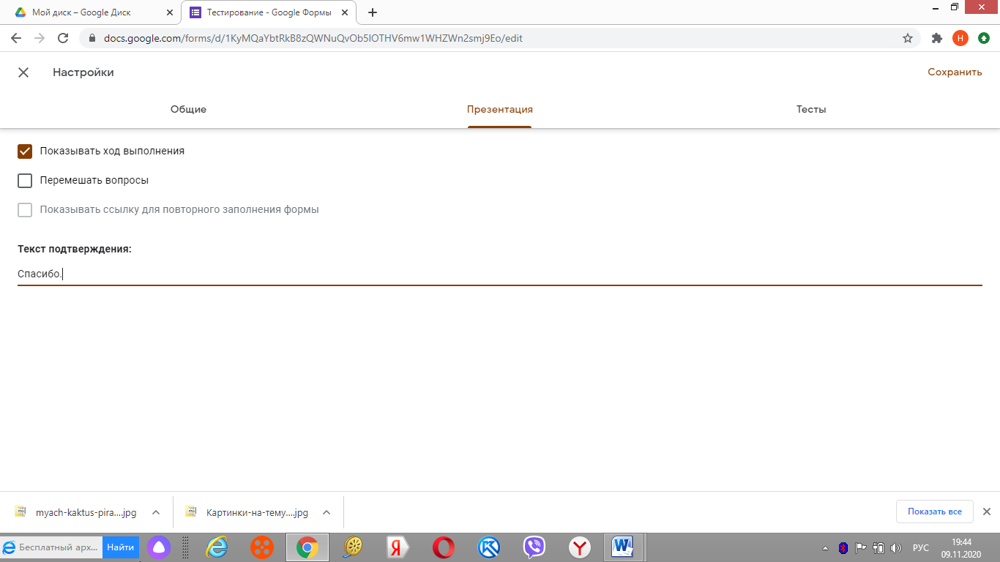 Мой диск – Google Диск
Тестирование - Google Формы
docs.google.com/forms/d/1KyMQaYbtRkB8zQWNuQvOb5IOTHV6mw1WHZWn2smj9Eo/edit
Н
Настройки
Сохранить
Общие
Презентация
Тесты
Показывать ход выполнения
Перемешать вопросы
Показывать ссылку для повторного заполнения формы
Текст подтверждения:
Спасибо.
myach-kaktus-pira....jpg
Картинки-на-тему....jpg
Показать все
Бесплатный арх...
Найти
РУС
19:44
09.11.2020